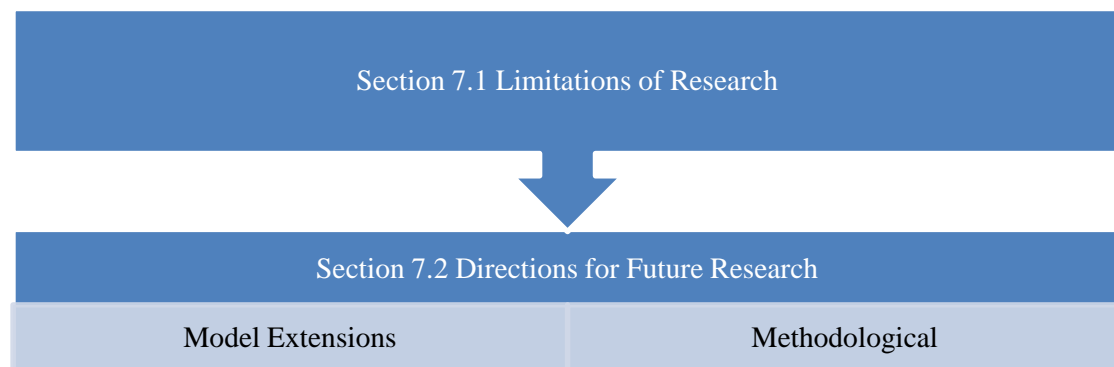 Section 7.1 Limitations of Research
Section 7.2 Directions for Future Research
Model Extensions
Methodological